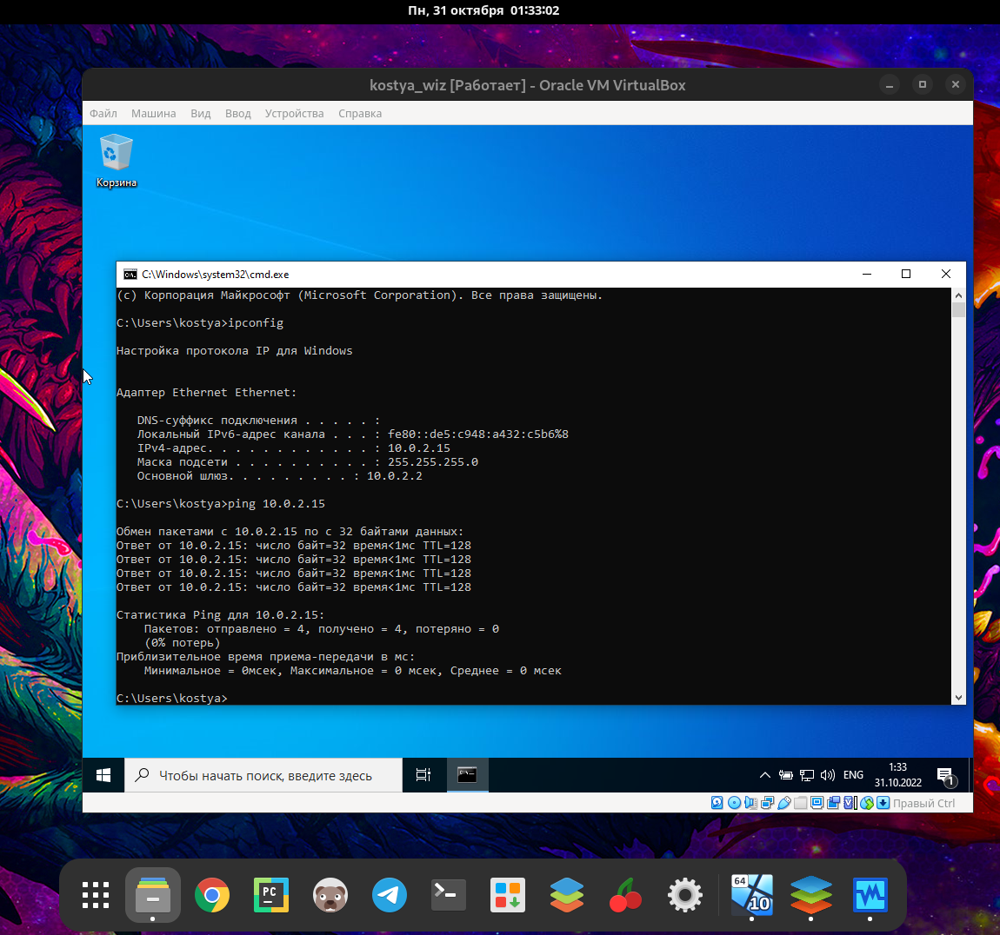 Пн, 31 октября 01:33:02
kostya_wiz [Работает] - Oracle VM VirtualBox
Файл Машина Вид Ввод Устройства Справка
Корзина
C:\Windows\system32\cmd.exe
(c) Корпорация Майкрософт (Microsoft Corporation). Все права защищены.
C:\Users\kostya>ipconfig
Настройка протокола IP для Windows
Адаптер Ethernet Ethernet:
DNS-суффикс подключения . . . . . :
Локальный IPv6-адрес канала . . . : fe80::de5:c948:a432:c5b6%8
IPv4-адрес. . . . . . . . . . . . : 10.0.2.15
Маска подсети . . . . . . . . . . : 255.255.255.0
Основной шлюз. . . . . . . . . : 10.0.2.2
C:\Users\kostya>ping 10.0.2.15
Обмен пакетами с 10.0.2.15 по с 32 байтами данных:
Ответ от 10.0.2.15: число байт=32 время<1мс TTL=128
Ответ от 10.0.2.15: число байт=32 время<1мс TTL=128
Ответ от 10.0.2.15: число байт=32 время<1мс TTL=128
Ответ от 10.0.2.15: число байт=32 время<1мс TTL=128
Статистика Ping для 10.0.2.15:
Пакетов: отправлено = 4, получено = 4, потеряно = 0
(0% потерь)
Приблизительное время приема-передачи в мс:
Минимальное = 0мсек, Максимальное = 0 мсек, Среднее = 0 мсек
C:\Users\kostya>
Чтобы начать поиск, введите здесь
ENG
1:33
31.10.2022
1
Правый Ctrl
PC
64
10